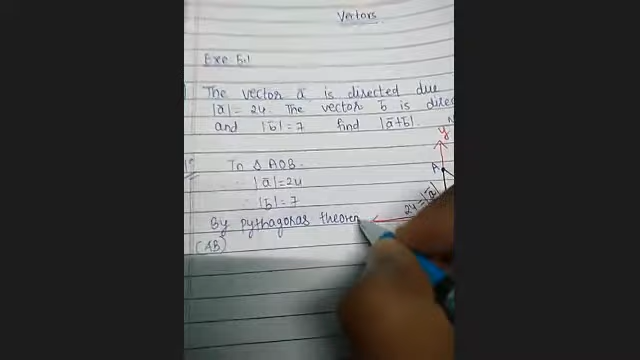 Vectors
Exe 5.1
The vector a̅ is directed due
|a̅| = 24. The vector b̅ is direc
and |b̅| = 7 find |a̅+b̅|.
y
In Δ AOB.
A
|a̅| = 24
|b̅| = 7
24=|a̅|
By pythagoras theorem
(AB)